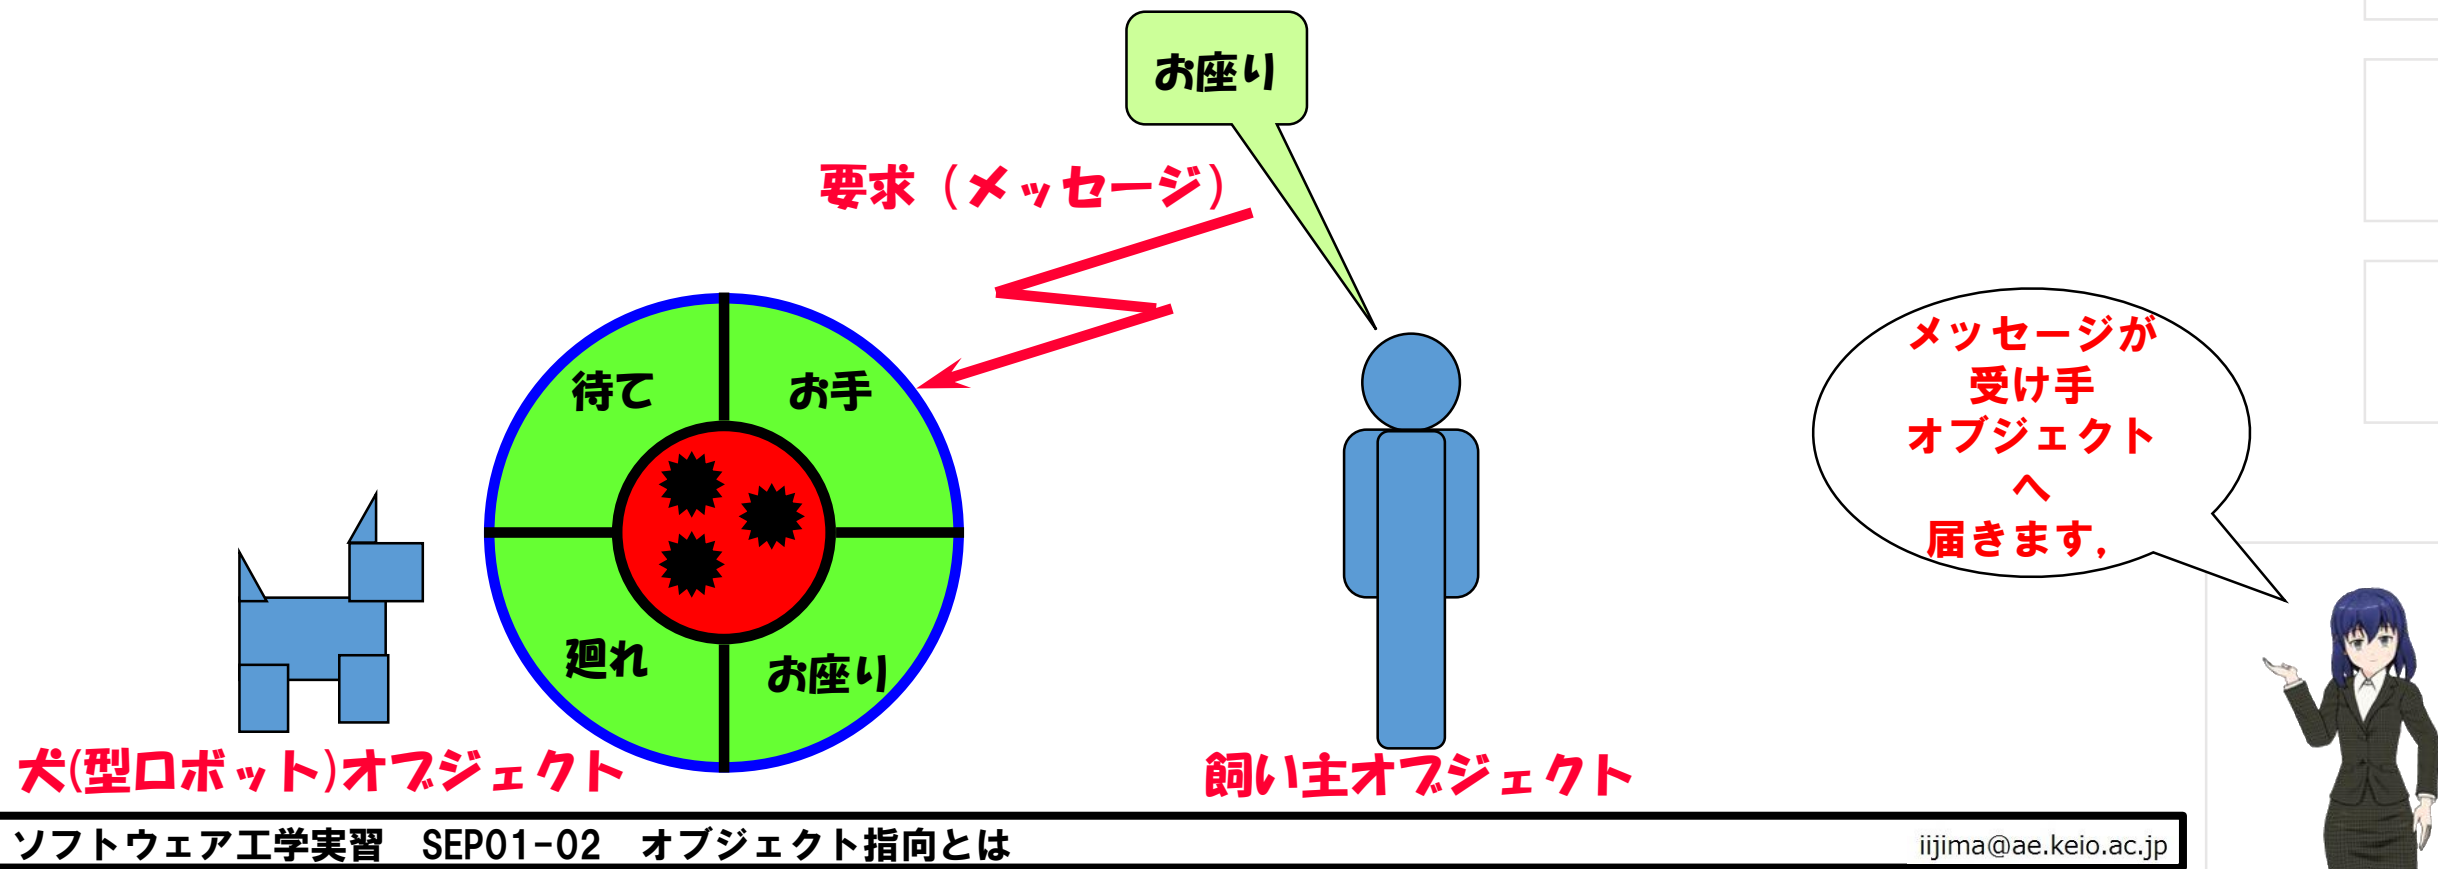 お座り
要求（メッセージ）
待て
お手
廻れ
お座り
メッセージが
受け手
オブジェクト
へ
届きます，
犬(型ロボット)オブジェクト
飼い主オブジェクト
ソフトウェア工学実習　SEP01-02　オブジェクト指向とは
iijima@ae.keio.ac.jp